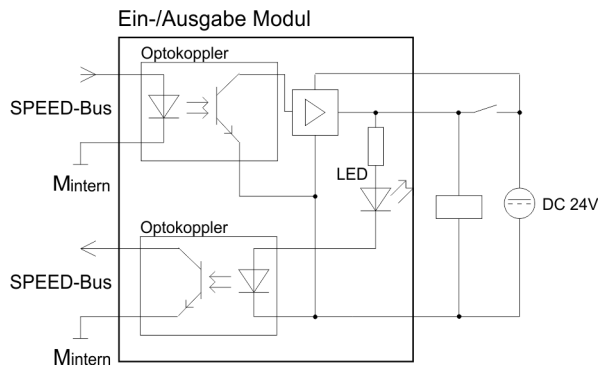 Ein-/Ausgabe Modul
Optokoppler
SPEED-Bus
Mintern
LED
DC 24V
Optokoppler
SPEED-Bus
Mintern